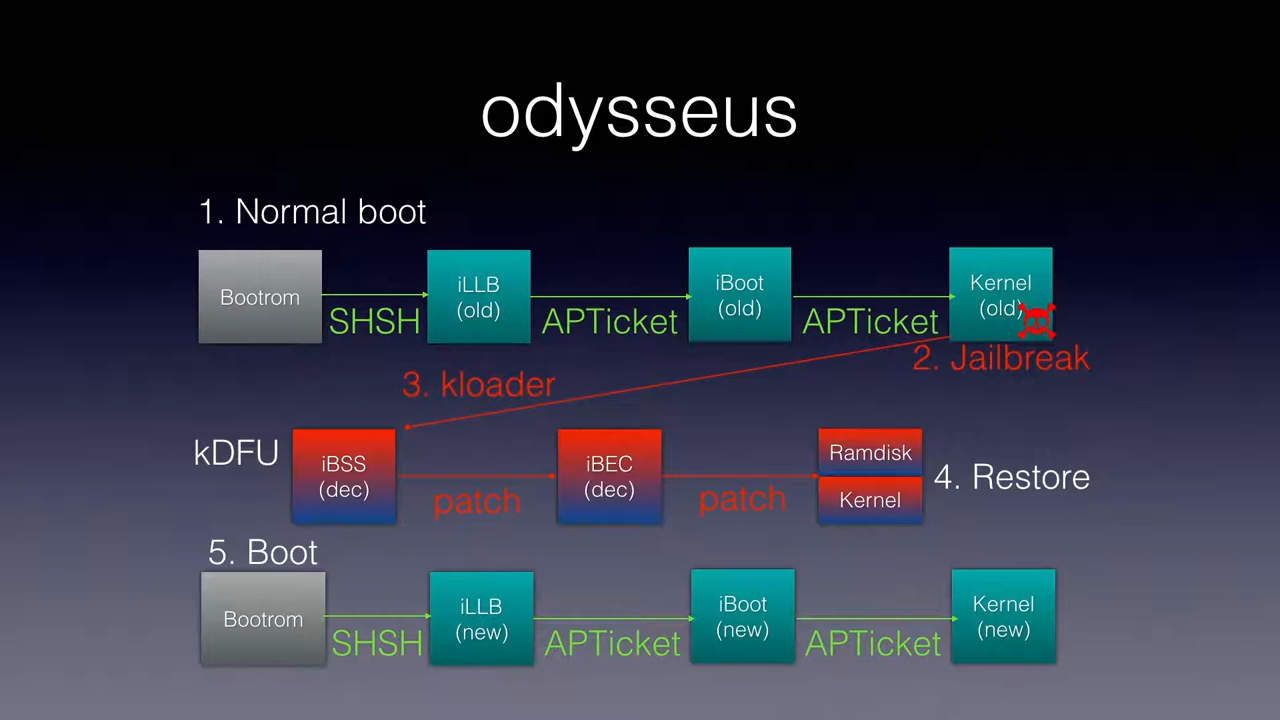 odysseus
1. Normal boot
Bootrom
SHSH
iLLB
(old)
APTicket
iBoot
(old)
APTicket
Kernel
(old)
2. Jailbreak
3. kloader
kDFU
iBSS
(dec)
patch
iBEC
(dec)
patch
Ramdisk
Kernel
4. Restore
5. Boot
Bootrom
SHSH
iLLB
(new)
APTicket
iBoot
(new)
APTicket
Kernel
(new)